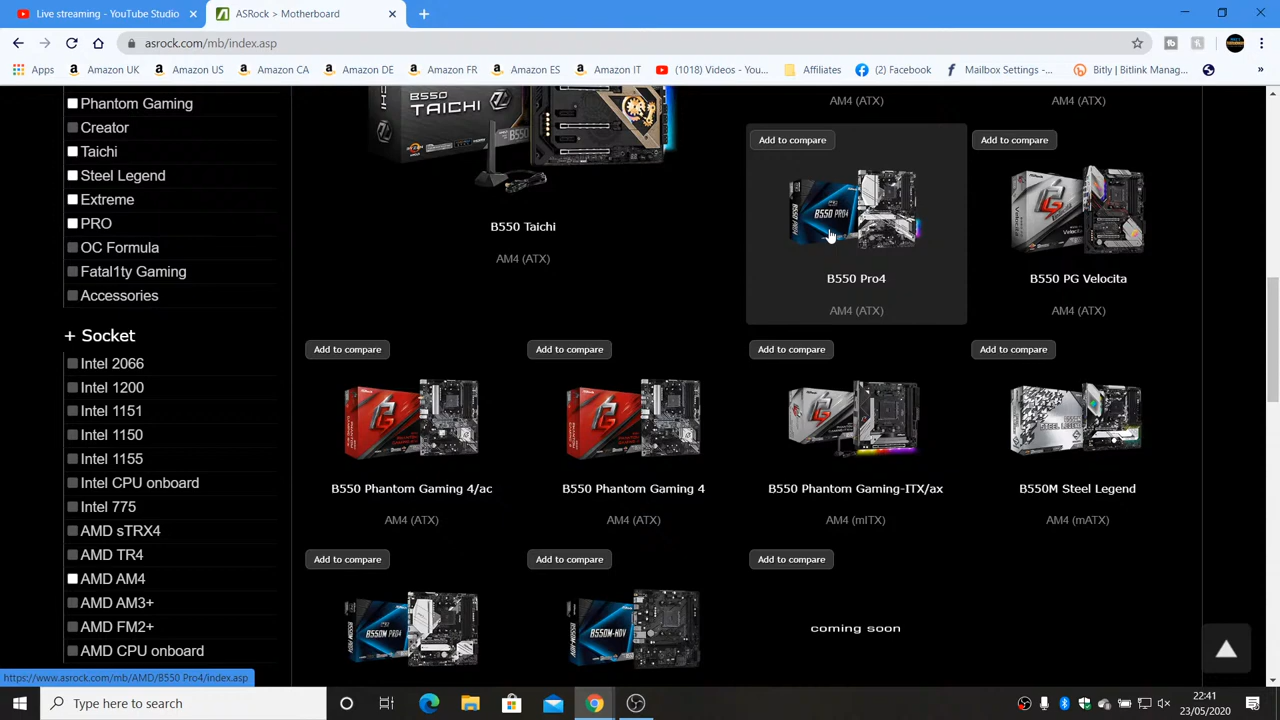 Live streaming - YouTube Studio
ASRock > Motherboard
asrock.com/mb/index.asp
Apps
Amazon UK
Amazon US
Amazon CA
Amazon DE
Amazon FR
Amazon ES
Amazon IT
(1018) Videos - You...
Affiliates
(2) Facebook
Mailbox Settings -...
Bitly | Bitlink Manag...
Phantom Gaming
Creator
Taichi
Steel Legend
Extreme
PRO
OC Formula
Fatal1ty Gaming
Accessories
+ Socket
Intel 2066
Intel 1200
Intel 1151
Intel 1150
Intel 1155
Intel CPU onboard
Intel 775
AMD sTRX4
AMD TR4
AMD AM4
AMD AM3+
AMD FM2+
AMD CPU onboard
B550
TAICHI
B550 Taichi
AM4 (ATX)
AM4 (ATX)
AM4 (ATX)
Add to compare
Add to compare
B550 PRO4
B550 Pro4
B550 PG Velocita
AM4 (ATX)
AM4 (ATX)
Add to compare
Add to compare
Add to compare
Add to compare
B550 Phantom Gaming 4/ac
B550 Phantom Gaming 4
B550 Phantom Gaming-ITX/ax
B550M Steel Legend
AM4 (ATX)
AM4 (ATX)
AM4 (mITX)
AM4 (mATX)
Add to compare
Add to compare
Add to compare
B550M PRO4
B550M-HDV
coming soon
https://www.asrock.com/mb/AMD/B550 Pro4/index.asp
Type here to search
22:41
23/05/2020